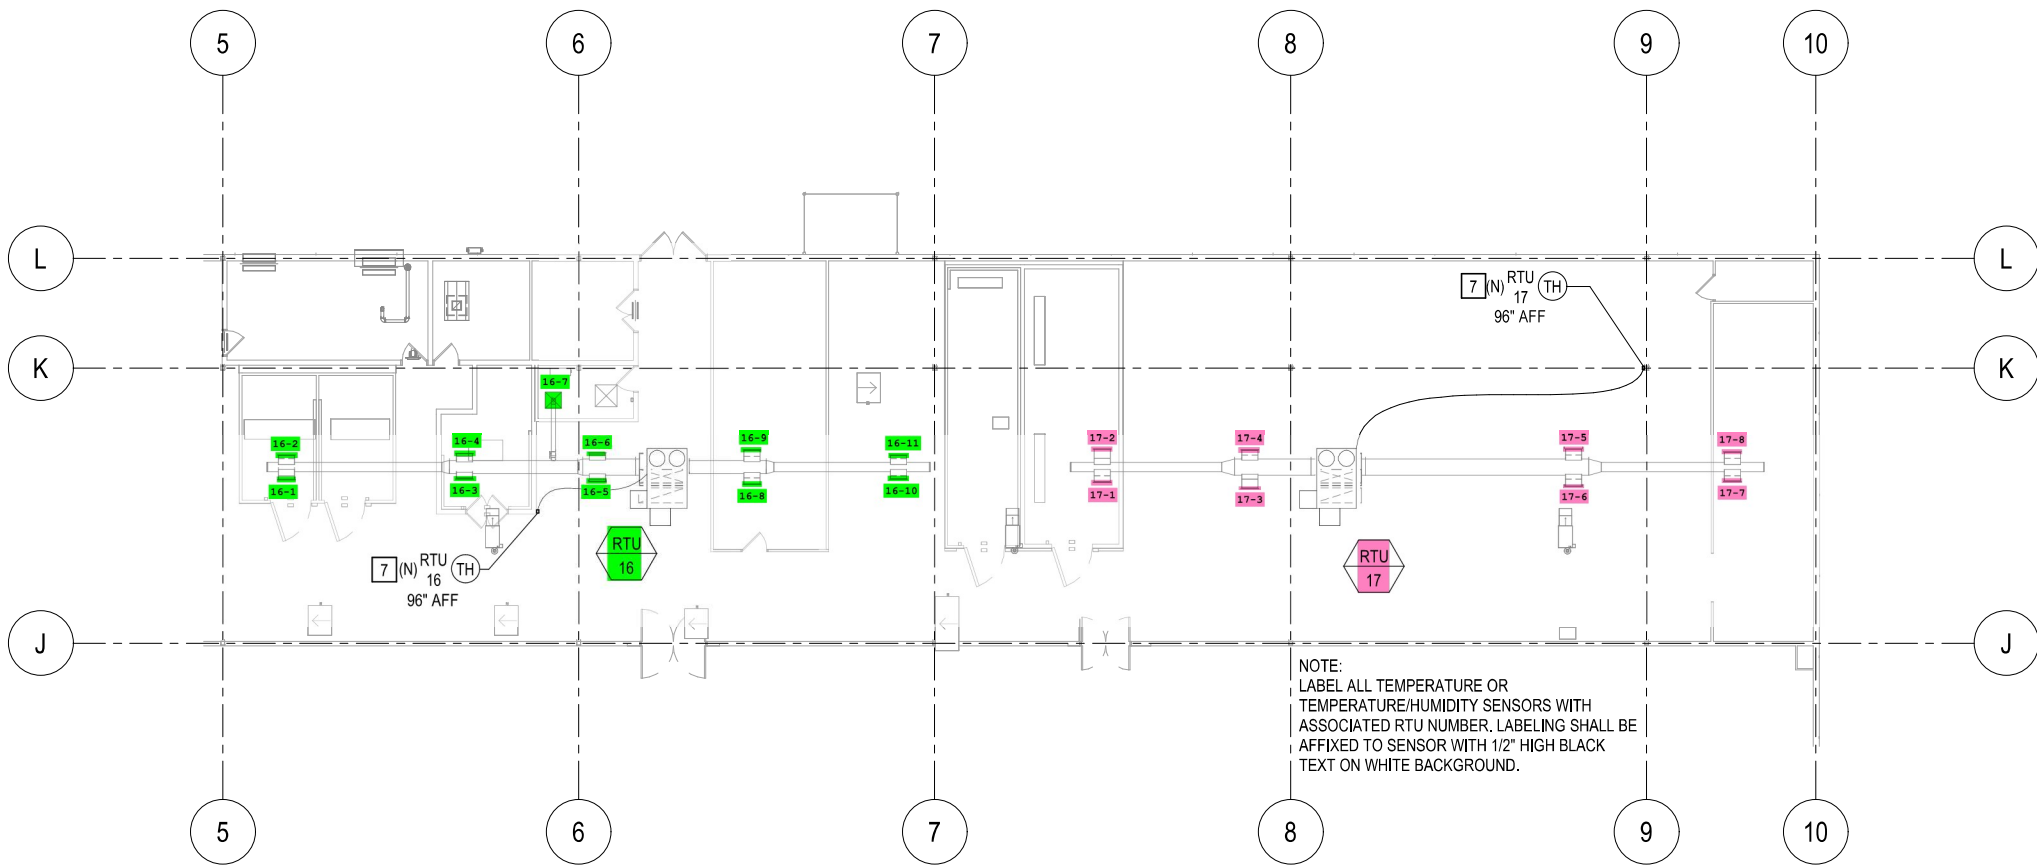 5 6 7 8 9 10
L L
7 (N) RTU 17 TH
96" AFF
K K
16-7
16-2 16-4 16-6 16-9 16-11 17-2 17-4 17-5 17-8
16-1 16-3 16-5 16-8 16-10 17-1 17-3 17-6 17-7
RTU
16
RTU
17
7 (N) RTU 16 TH
96" AFF
J J
NOTE:
LABEL ALL TEMPERATURE OR
TEMPERATURE/HUMIDITY SENSORS WITH
ASSOCIATED RTU NUMBER. LABELING SHALL BE
AFFIXED TO SENSOR WITH 1/2" HIGH BLACK
TEXT ON WHITE BACKGROUND.
5 6 7 8 9 10